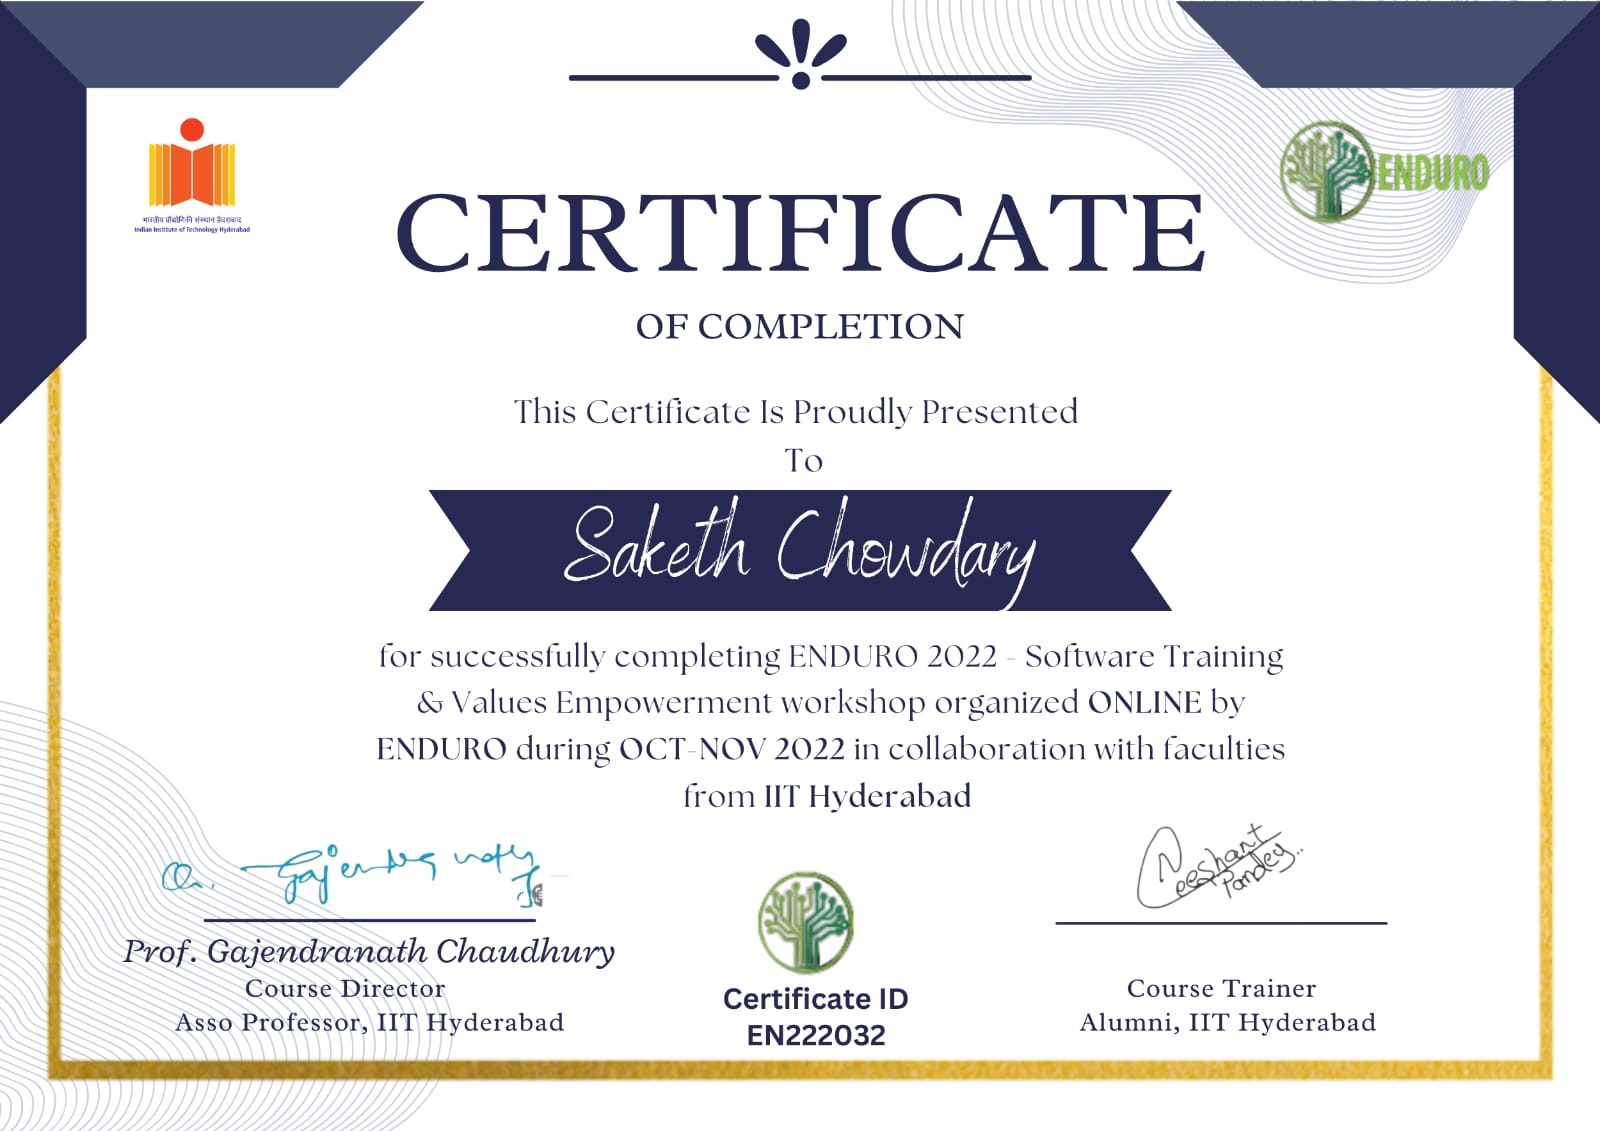 भारतीय प्रौद्योगिकी संस्थान हैदराबाद
Indian Institute of Technology Hyderabad
ENDURO
CERTIFICATE
OF COMPLETION
This Certificate Is Proudly Presented
To
Saketh Chowdary
for successfully completing ENDURO 2022 - Software Training
& Values Empowerment workshop organized ONLINE by
ENDURO during OCT-NOV 2022 in collaboration with faculties
from IIT Hyderabad
Neeshant
Pandey..
Prof. Gajendranath Chaudhury
Course Director
Asso Professor, IIT Hyderabad
Certificate ID
EN222032
Course Trainer
Alumni, IIT Hyderabad